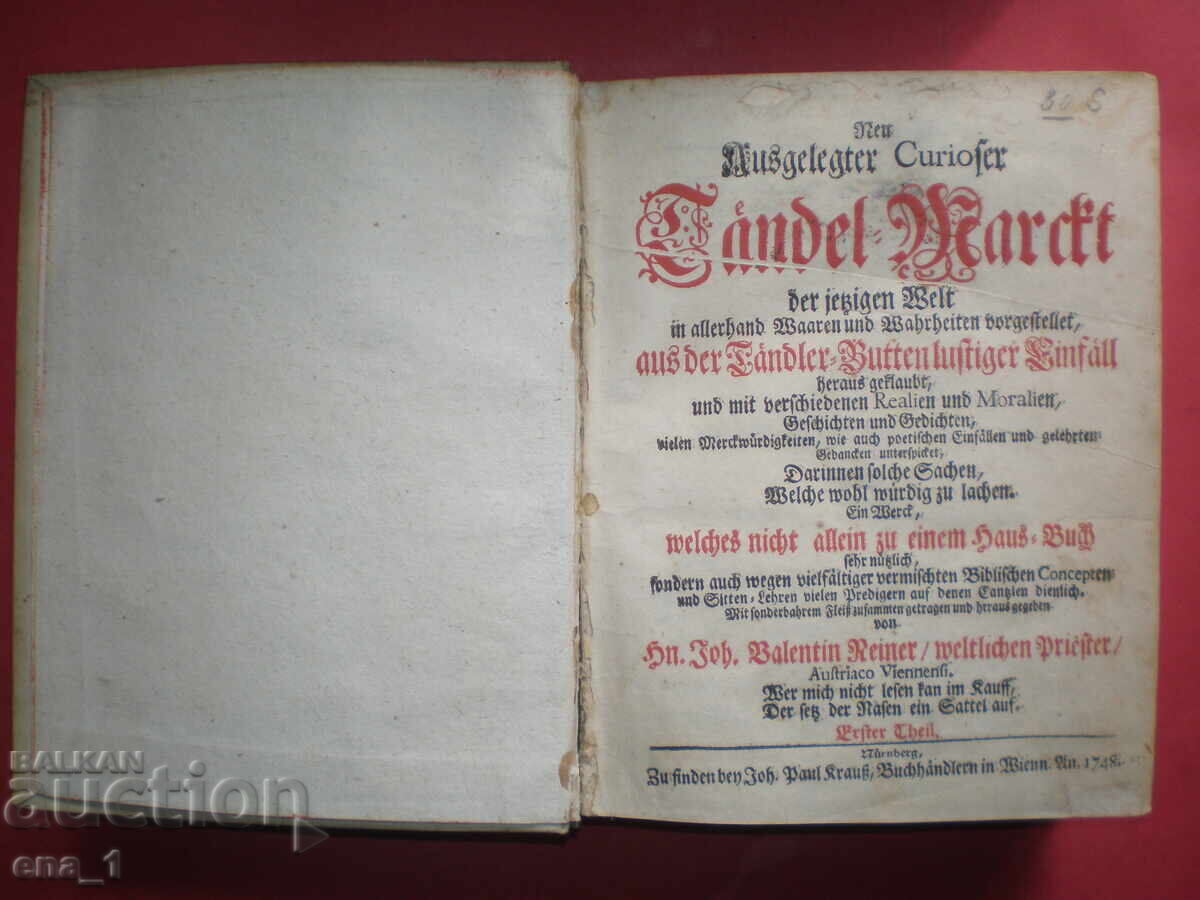 Neu
Ausgelegter Curioser
Tändel-Marckt
der jetzigen Welt
in allerhand Waaren und Wahrheiten vorgestellet,
aus der Tändler-Butten lustiger Einfäll
heraus geklaubt,
und mit verschiedenen Realien und Moralien,
Geschichten und Gedichten,
vielen Merckwürdigkeiten, wie auch poetischen Einfällen und gelehrten
Gedancken unterspicket,
Darinnen solche Sachen,
Welche wohl würdig zu lachen.
Ein Werck,
welches nicht allein zu einem Haus-Buch
sehr nützlich,
sondern auch wegen vielfältiger vermischten Biblischen Concepten
und Sitten-Lehren vielen Predigern auf denen Cantzlen dienlich.
Mit sonderbahrem Fleiß zusammen getragen und heraus gegeben
von
Hn. Joh. Valentin Neiner/ weltlichen Priester/
Austriaco Viennensi.
Wer mich nicht lesen kan im Kauff,
Der setz der Nasen ein Sattel auf.
Erster Theil.
Nürnberg,
Zu finden bey Joh. Paul Krauß, Buchhändlern in Wienn. An. 1748.
BALKAN
auction
ena_1